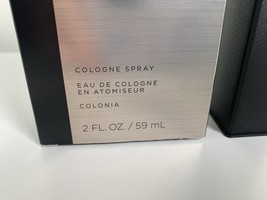 COLOGNE SPRAY
EAU DE COLOGNE
EN ATOMISEUR
COLONIA
2 FL. OZ. / 59 mL